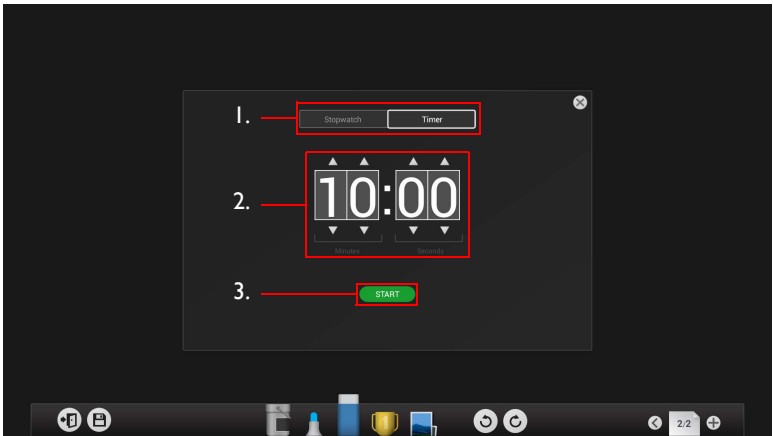 1.
Stopwatch Timer
2.
10:00
Minutes Seconds
3.
START
2/2